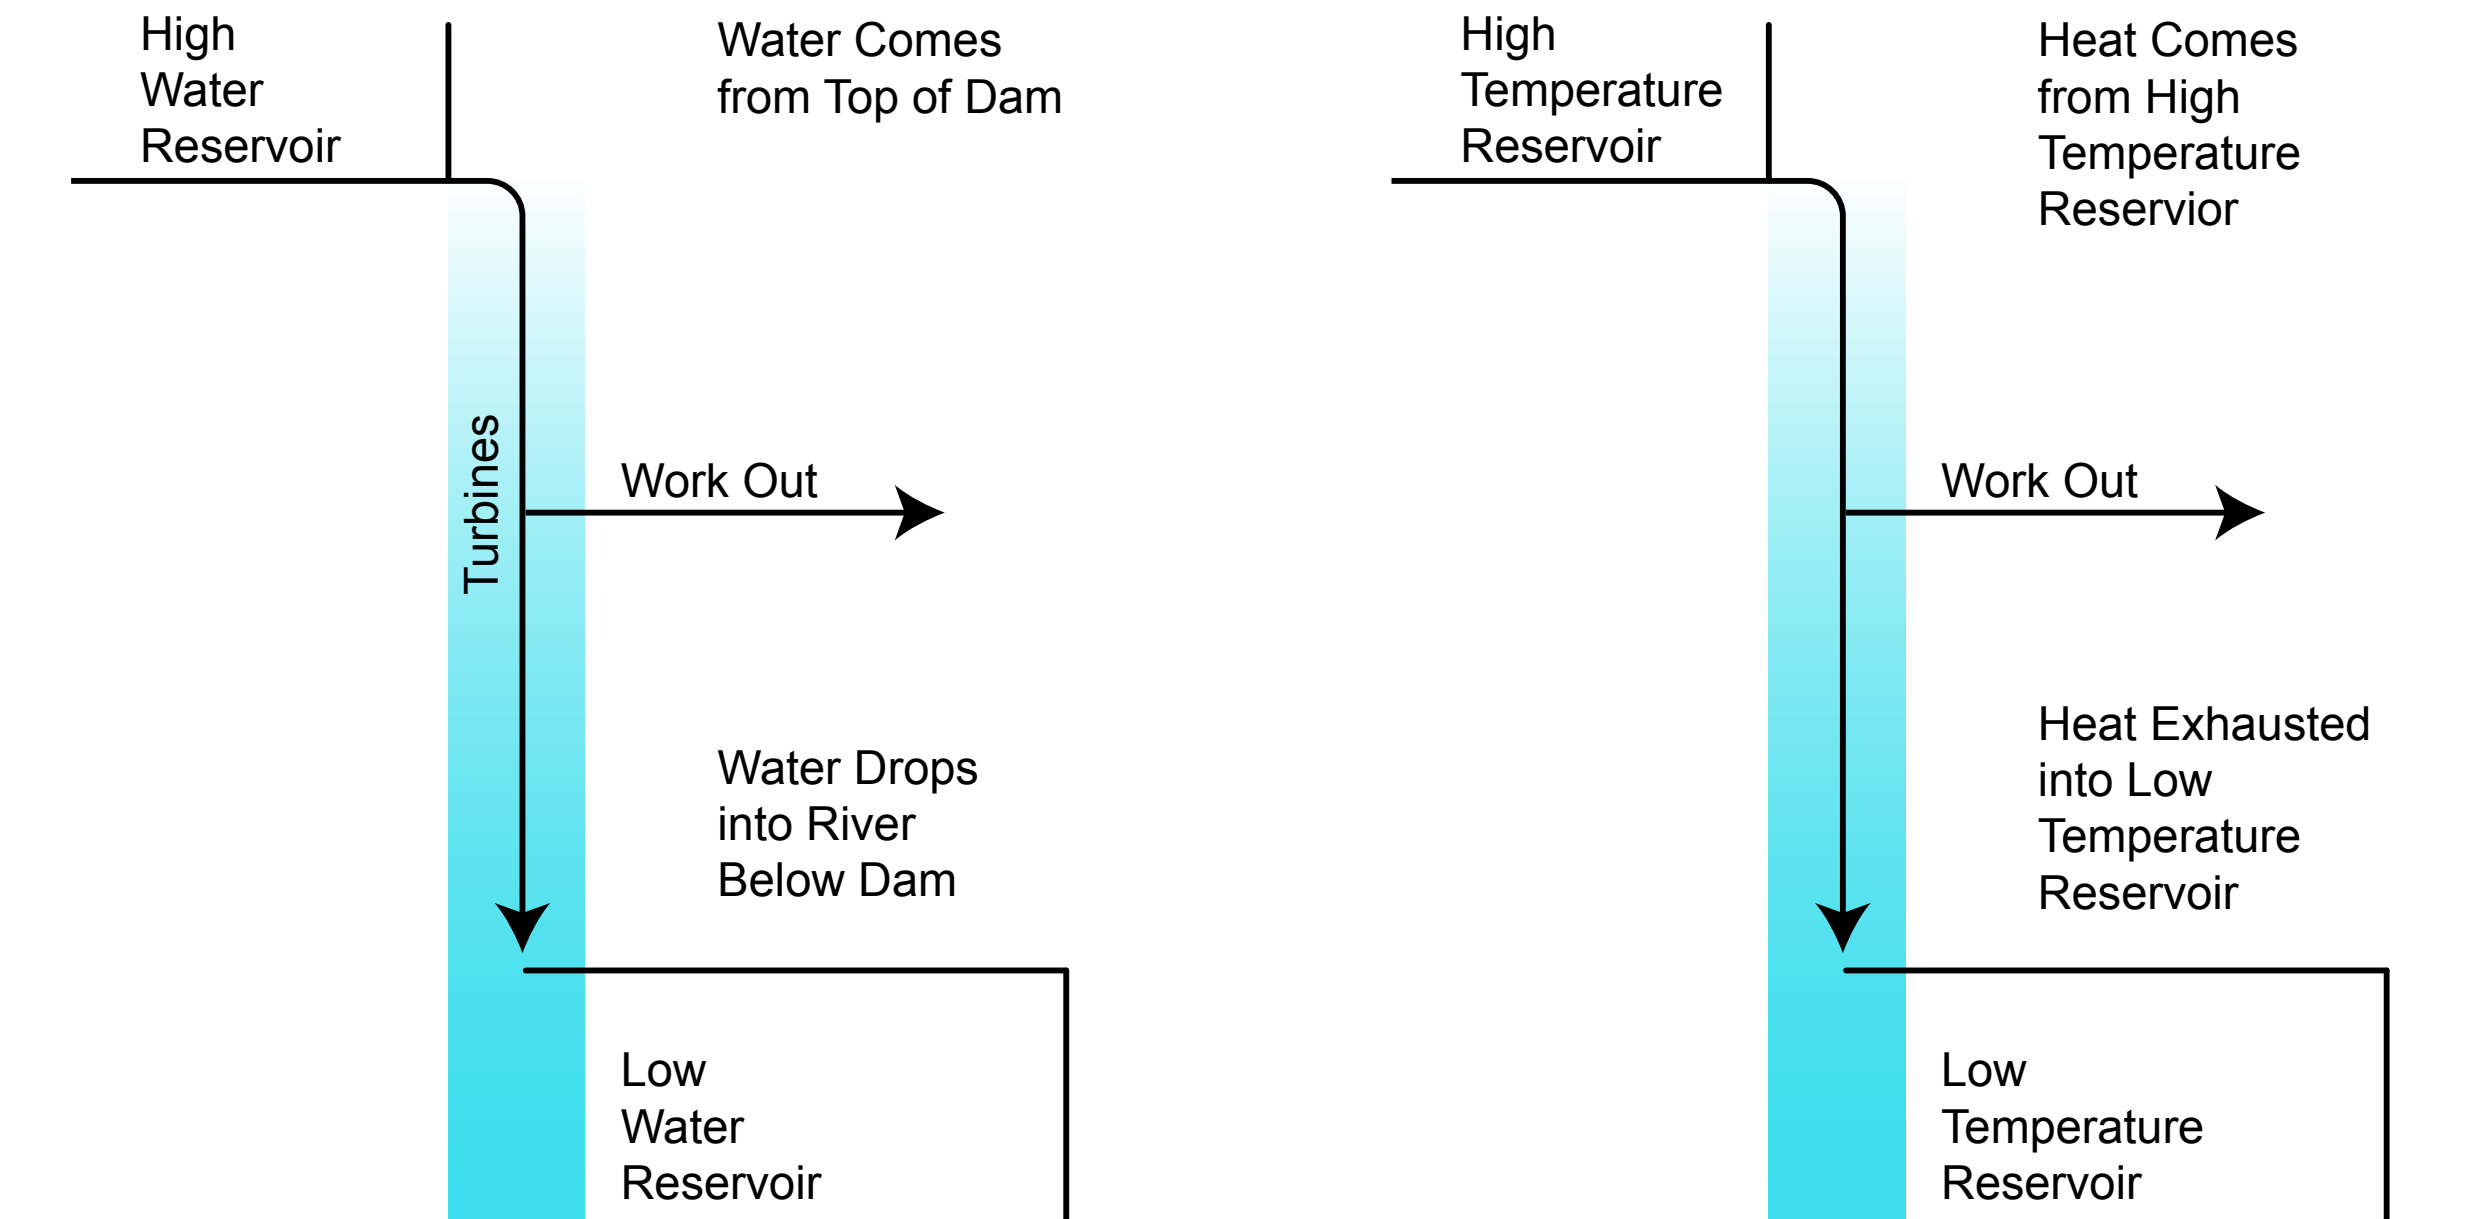 High
Water
Reservoir
Water Comes
from Top of Dam
Turbines
Work Out
Water Drops
into River
Below Dam
Low
Water
Reservoir
High
Temperature
Reservoir
Heat Comes
from High
Temperature
Reservior
Work Out
Heat Exhausted
into Low
Temperature
Reservoir
Low
Temperature
Reservoir